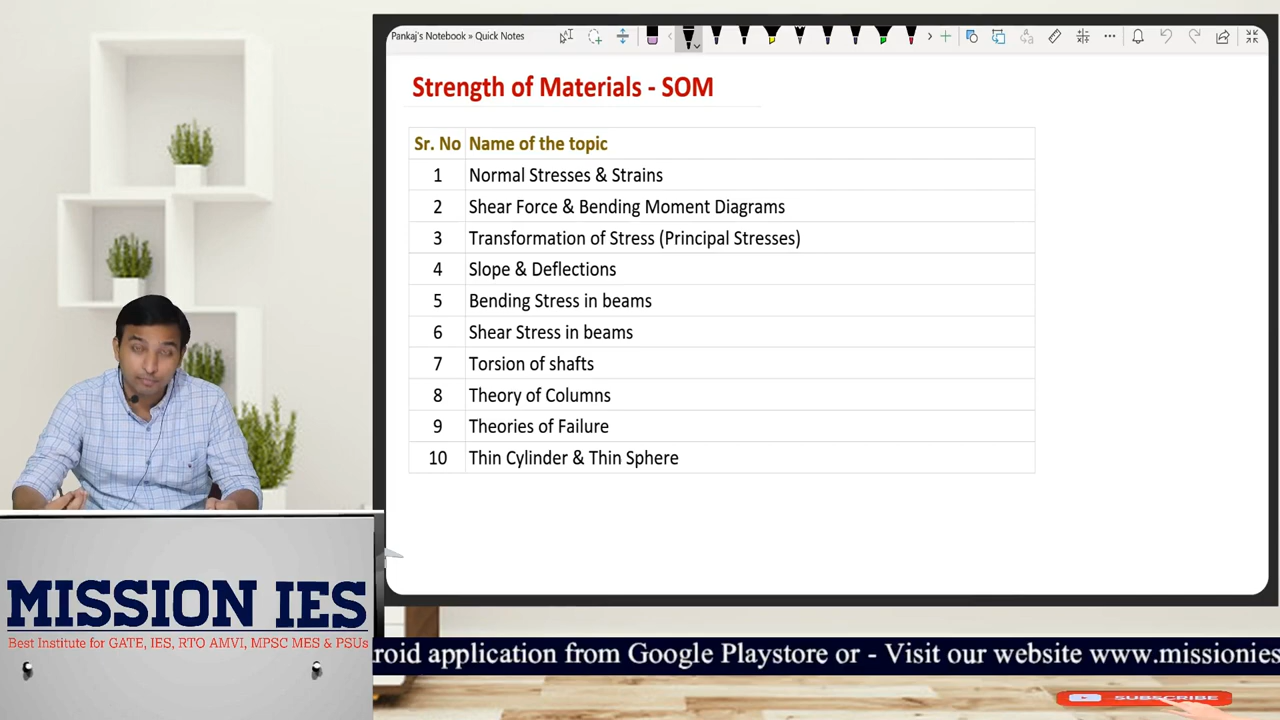 Pankaj's Notebook » Quick Notes
Strength of Materials - SOM
Sr. No Name of the topic
1 Normal Stresses & Strains
2 Shear Force & Bending Moment Diagrams
3 Transformation of Stress (Principal Stresses)
4 Slope & Deflections
5 Bending Stress in beams
6 Shear Stress in beams
7 Torsion of shafts
8 Theory of Columns
9 Theories of Failure
10 Thin Cylinder & Thin Sphere
MISSION IES
Best Institute for GATE, IES, RTO AMVI, MPSC MES & PSUs
roid application from Google Playstore or - Visit our website www.missionies
SUBSCRIBE